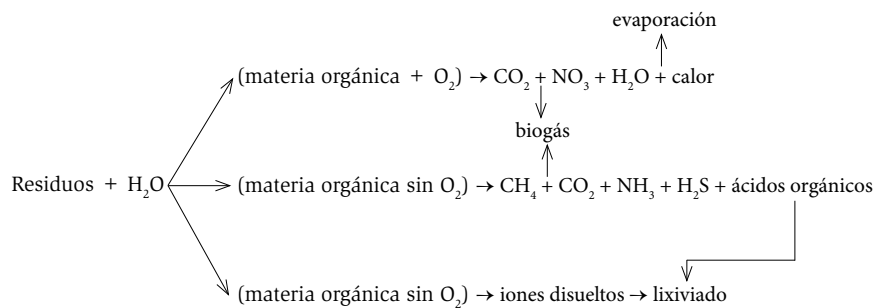 evaporación
(materia orgánica + O₂) → CO₂ + NO₃ + H₂O + calor
biogás
Residuos + H₂O
(materia orgánica sin O₂) → CH₄ + CO₂ + NH₃ + H₂S + ácidos orgánicos
(materia orgánica sin O₂) → iones disueltos → lixiviado